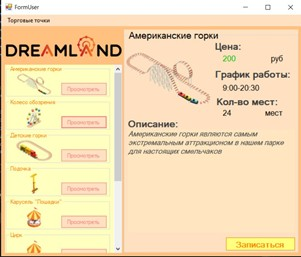 FormUser
Торговые точки
DREAMLAND
Американские горки
Просмотреть
Колесо обозрения
Просмотреть
Детские горки
Просмотреть
Лодочка
Просмотреть
Карусель "Лошадки"
Просмотреть
Цирк
Просмотреть
Американские горки
Цена:
200 руб
График работы:
9:00-20:30
Кол-во мест:
24 мест
Описание:
Американские горки являются самым
экстремальным аттракционом в нашем парке
для настоящих смельчаков
Записаться